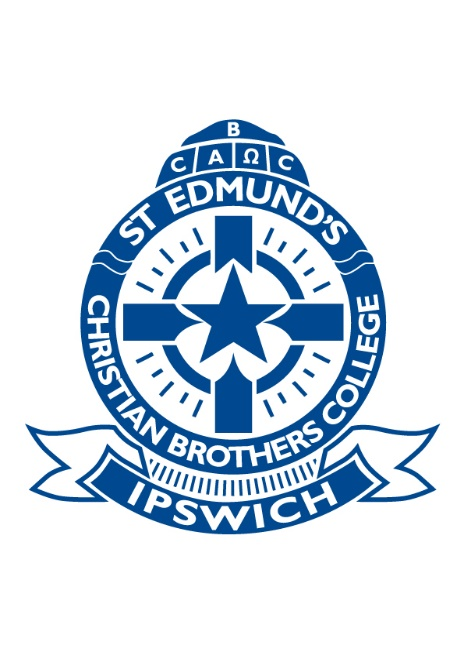 B
C A Ω C
ST EDMUND'S
CHRISTIAN BROTHERS COLLEGE
IPSWICH